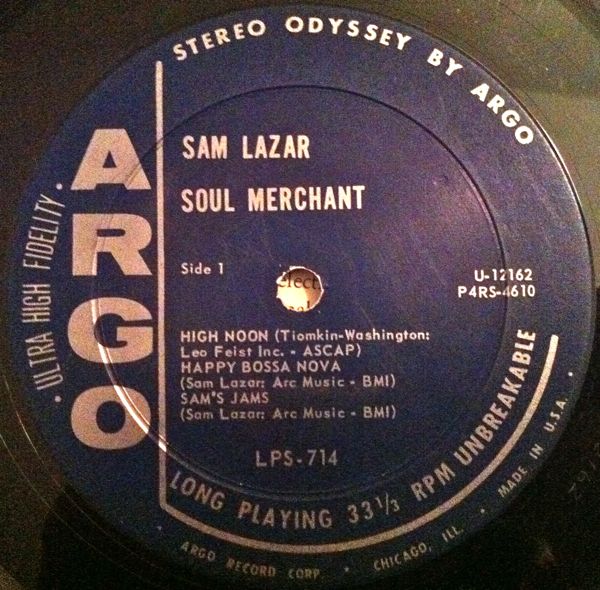 STEREO ODYSSEY BY ARGO
ULTRA HIGH FIDELITY
ARGO
SAM LAZAR
SOUL MERCHANT
Side 1
U-12162
P4RS-4610
HIGH NOON (Tiomkin-Washington:
Leo Feist Inc. - ASCAP)
HAPPY BOSSA NOVA
(Sam Lazar: Arc Music - BMI)
SAM'S JAMS
(Sam Lazar: Arc Music - BMI)
LPS-714
LONG PLAYING 33 1/3 RPM UNBREAKABLE
· ARGO RECORD CORP. · CHICAGO, ILL. · MADE IN U.S.A. ·